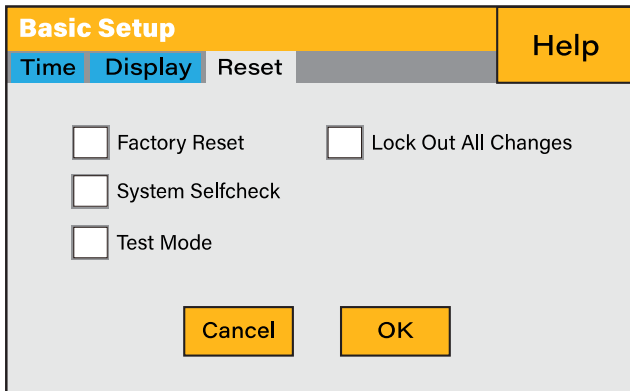 Basic Setup
Help
Time Display Reset
Factory Reset
Lock Out All Changes
System Selfcheck
Test Mode
Cancel OK